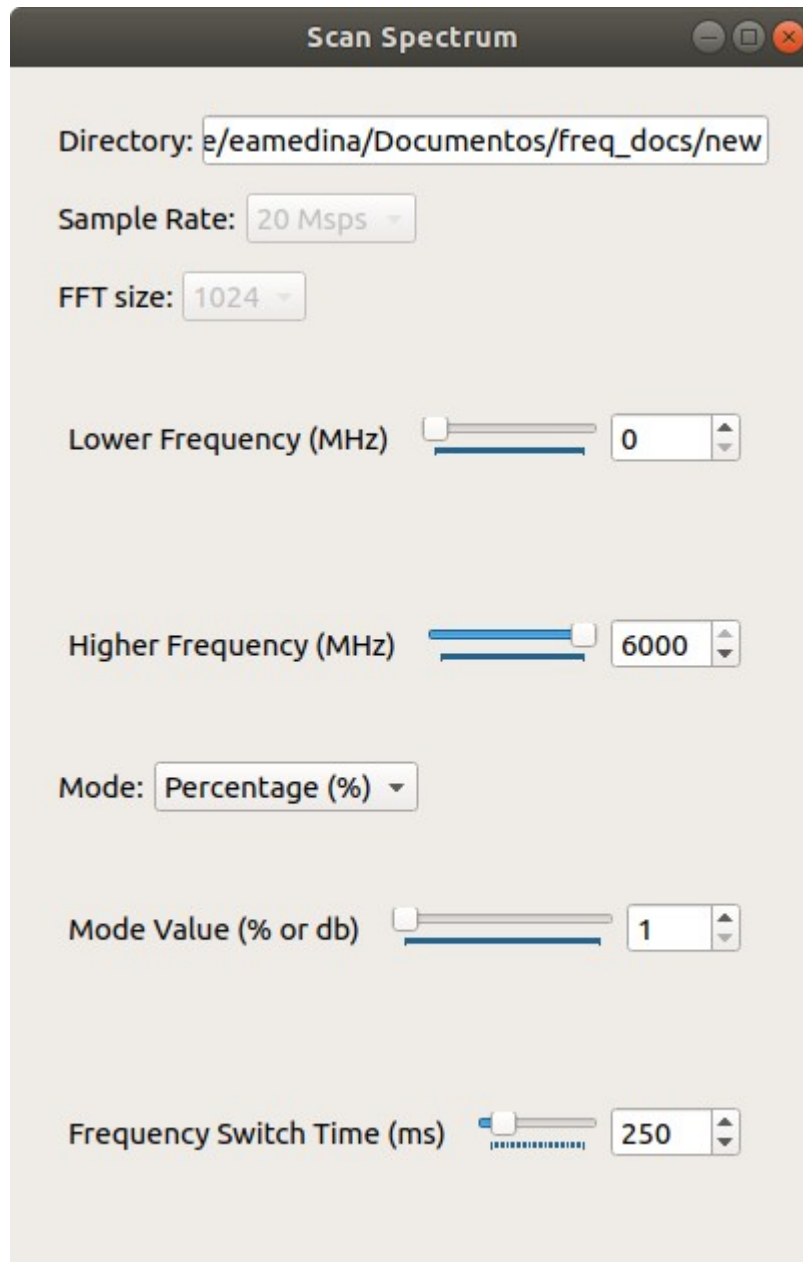 Scan Spectrum
Directory: e/eamedina/Documentos/freq_docs/new
Sample Rate: 20 Msps
FFT size: 1024
Lower Frequency (MHz) 0
Higher Frequency (MHz) 6000
Mode: Percentage (%)
Mode Value (% or db) 1
Frequency Switch Time (ms) 250